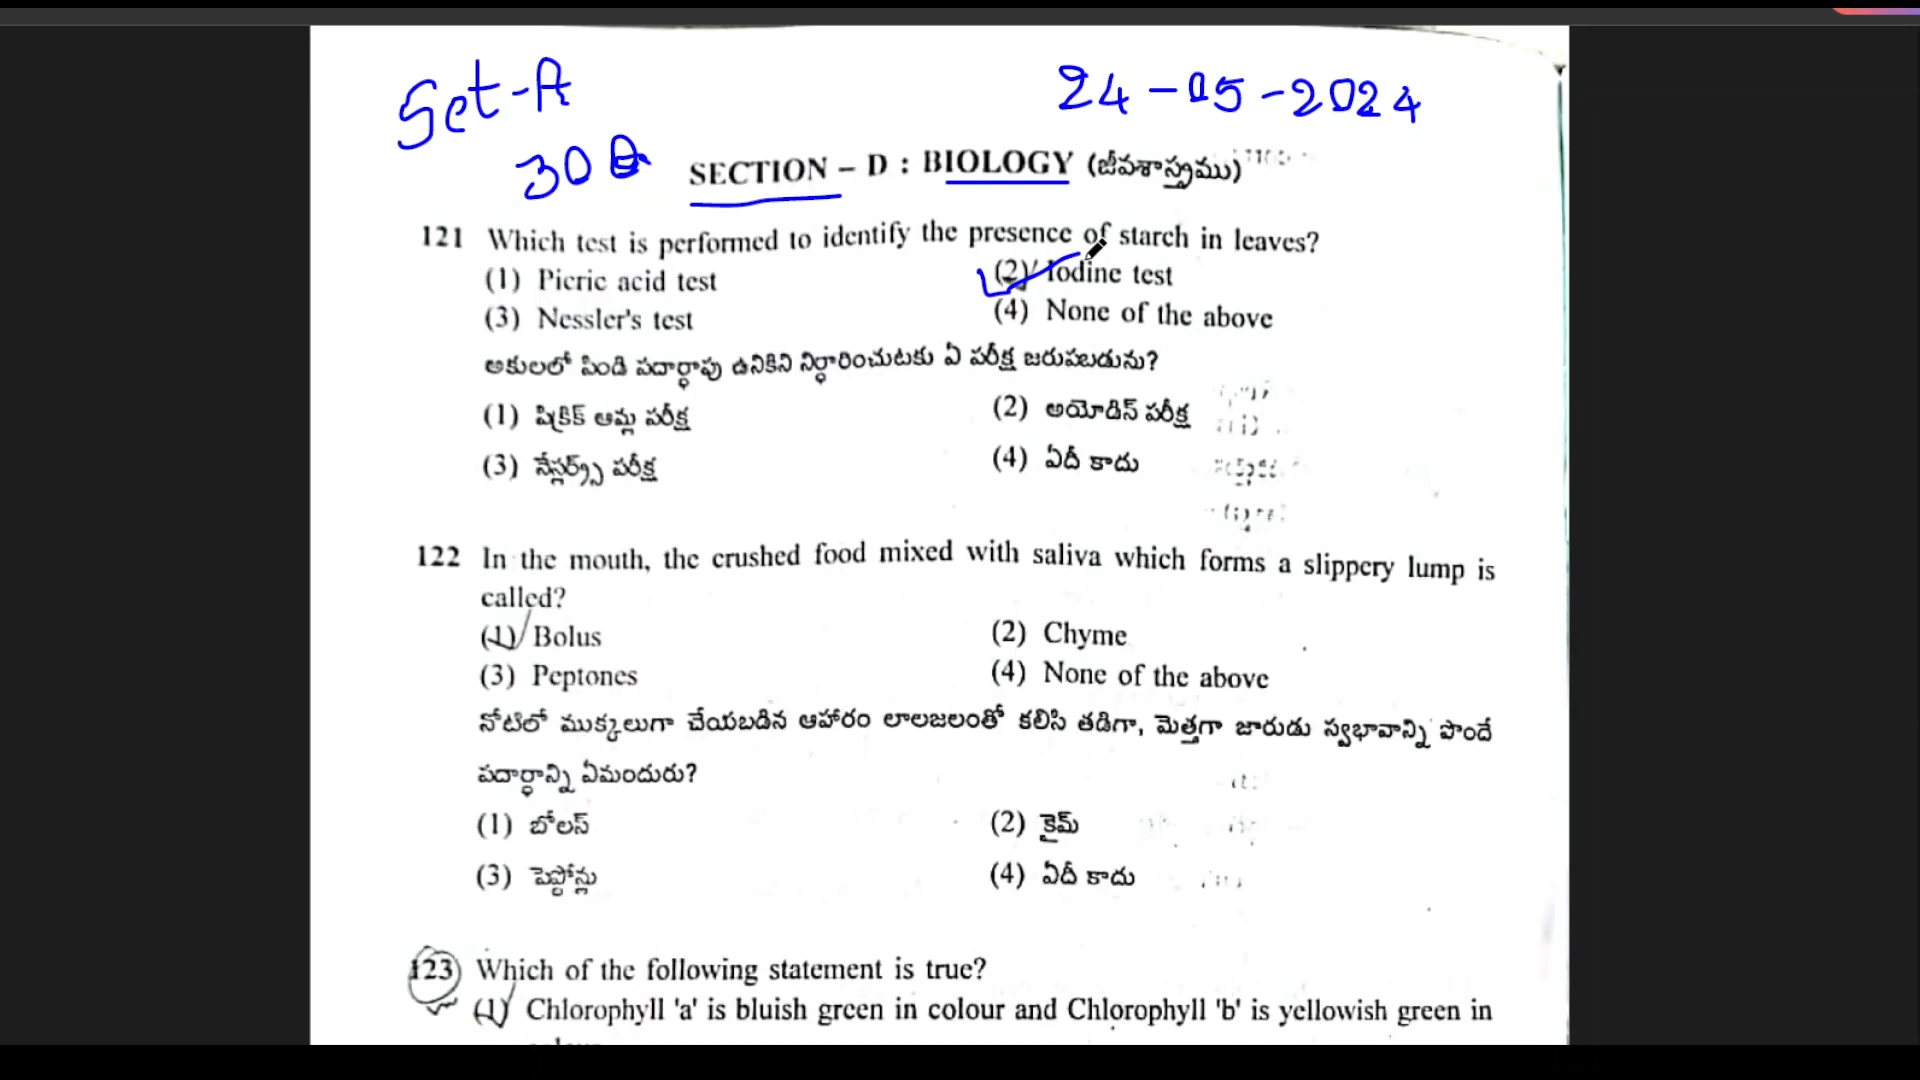 Set-A
24-05-2024
30 Q
SECTION – D : BIOLOGY (జీవశాస్త్రము)
121 Which test is performed to identify the presence of starch in leaves?
(1) Picric acid test (2) Iodine test
(3) Nessler's test (4) None of the above
అకులలో పిండి పదార్థాపు ఉనికిని నిర్ధారించుటకు ఏ పరీక్ష జరుపబడును?
(1) పిక్రిక్ ఆమ్ల పరీక్ష (2) అయోడిన్ పరీక్ష
(3) నేస్లర్స్ పరీక్ష (4) ఏదీ కాదు
122 In the mouth, the crushed food mixed with saliva which forms a slippery lump is
called?
(1) Bolus (2) Chyme
(3) Peptones (4) None of the above
నోటిలో ముక్కలుగా చేయబడిన ఆహారం లాలజలంతో కలిసి తడిగా, మెత్తగా జారుడు స్వభావాన్ని పొందే
పదార్థాన్ని ఏమందురు?
(1) బోలస్ (2) కైమ్
(3) పెప్టోన్లు (4) ఏదీ కాదు
123 Which of the following statement is true?
(1) Chlorophyll 'a' is bluish green in colour and Chlorophyll 'b' is yellowish green in